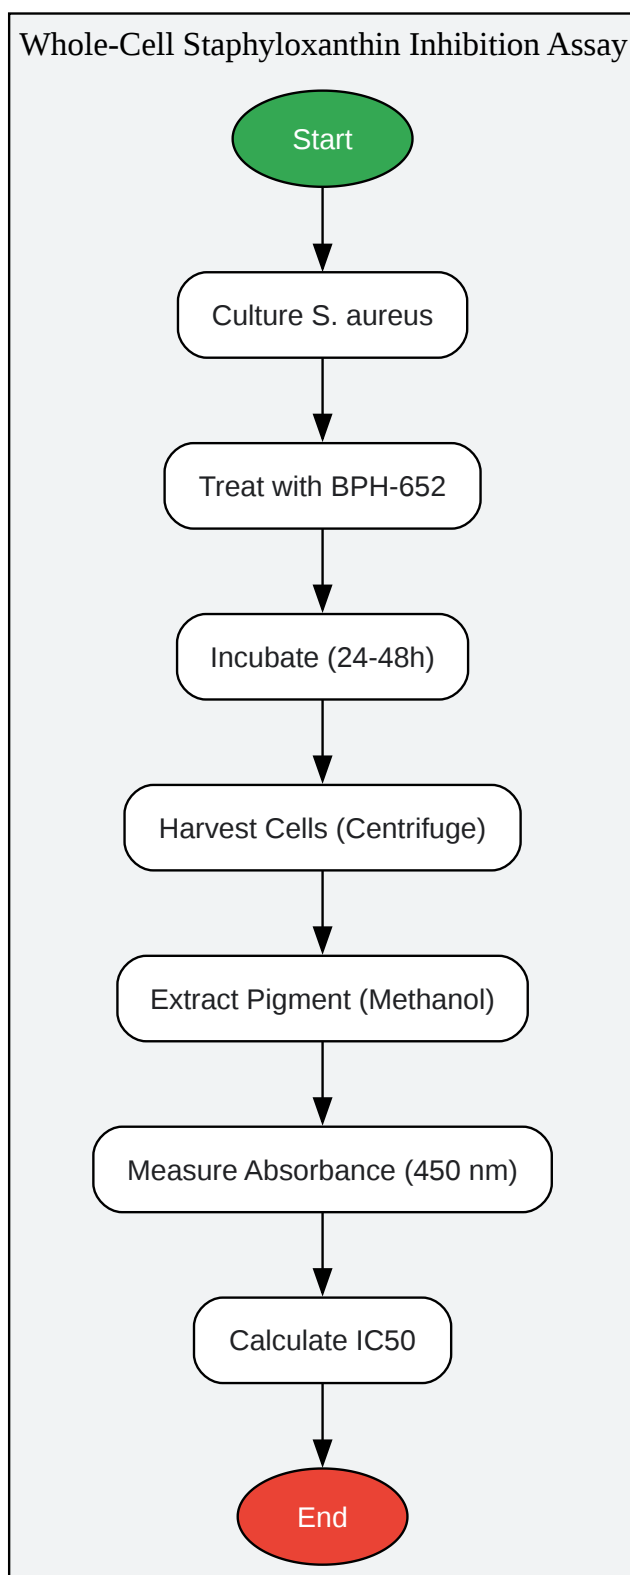 Whole-Cell Staphyloxanthin Inhibition Assay
Start
Culture S. aureus
Treat with BPH-652
Incubate (24-48h)
Harvest Cells (Centrifuge)
Extract Pigment (Methanol)
Measure Absorbance (450 nm)
Calculate IC50
End